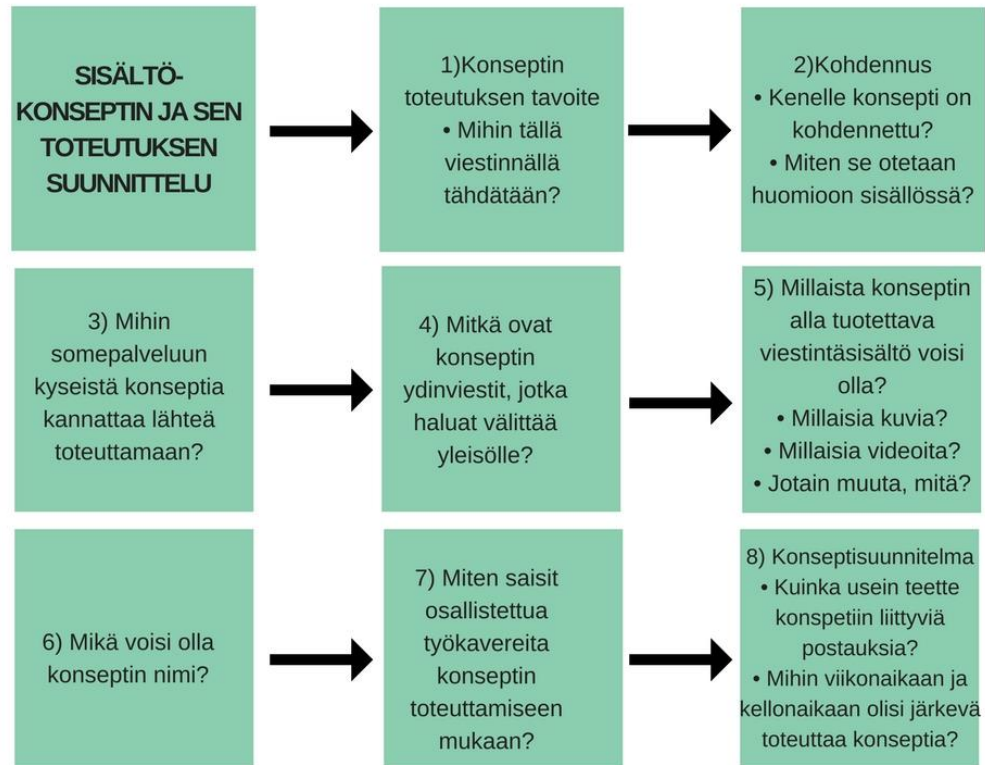 SISÄLTÖ-
KONSEPTIN JA SEN
TOTEUTUKSEN
SUUNNITTELU
1)Konseptin
toteutuksen tavoite
• Mihin tällä
viestinnällä
tähdätään?
2)Kohdennus
• Kenelle konsepti on
kohdennettu?
• Miten se otetaan
huomioon sisällössä?
3) Mihin
somepalveluun
kyseistä konseptia
kannattaa lähteä
toteuttamaan?
4) Mitkä ovat
konseptin
ydinviestit, jotka
haluat välittää
yleisölle?
5) Millaista konseptin
alla tuotettava
viestintäsisältö voisi
olla?
• Millaisia kuvia?
• Millaisia videoita?
• Jotain muuta, mitä?
6) Mikä voisi olla
konseptin nimi?
7) Miten saisit
osallistettua
työkavereita
konseptin
toteuttamiseen
mukaan?
8) Konseptisuunnitelma
• Kuinka usein teette
konspetiin liittyviä
postauksia?
• Mihin viikonaikaan ja
kellonaikaan olisi järkevä
toteuttaa konseptia?